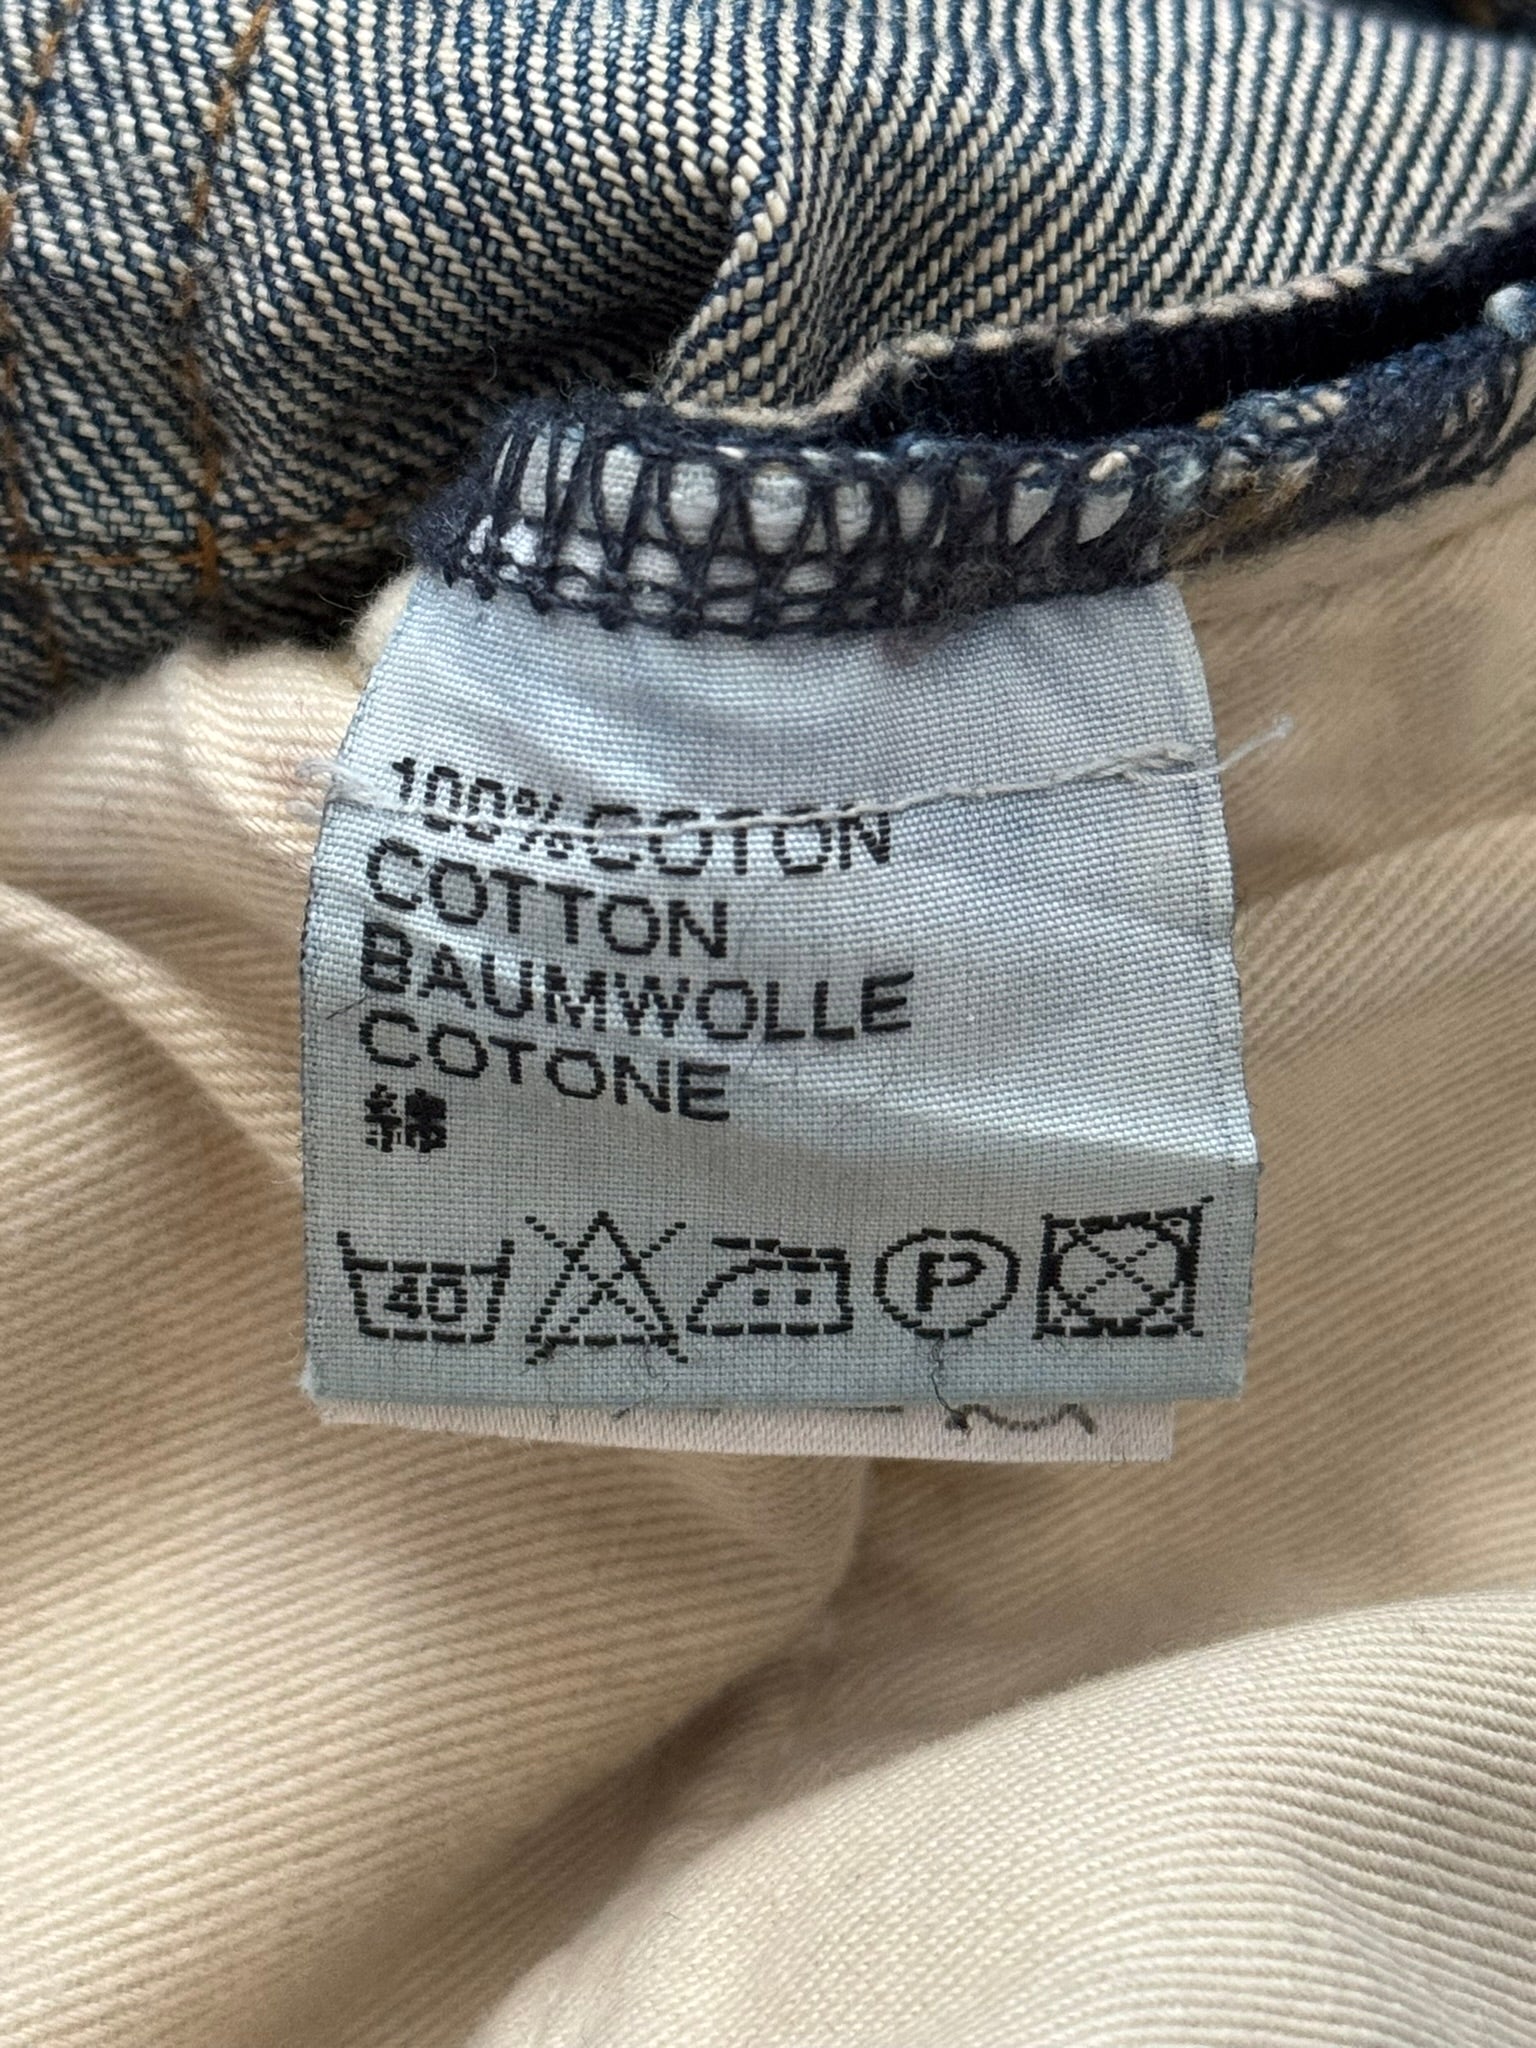 100% COTON
COTTON
BAUMWOLLE
COTONE
綿
40 P